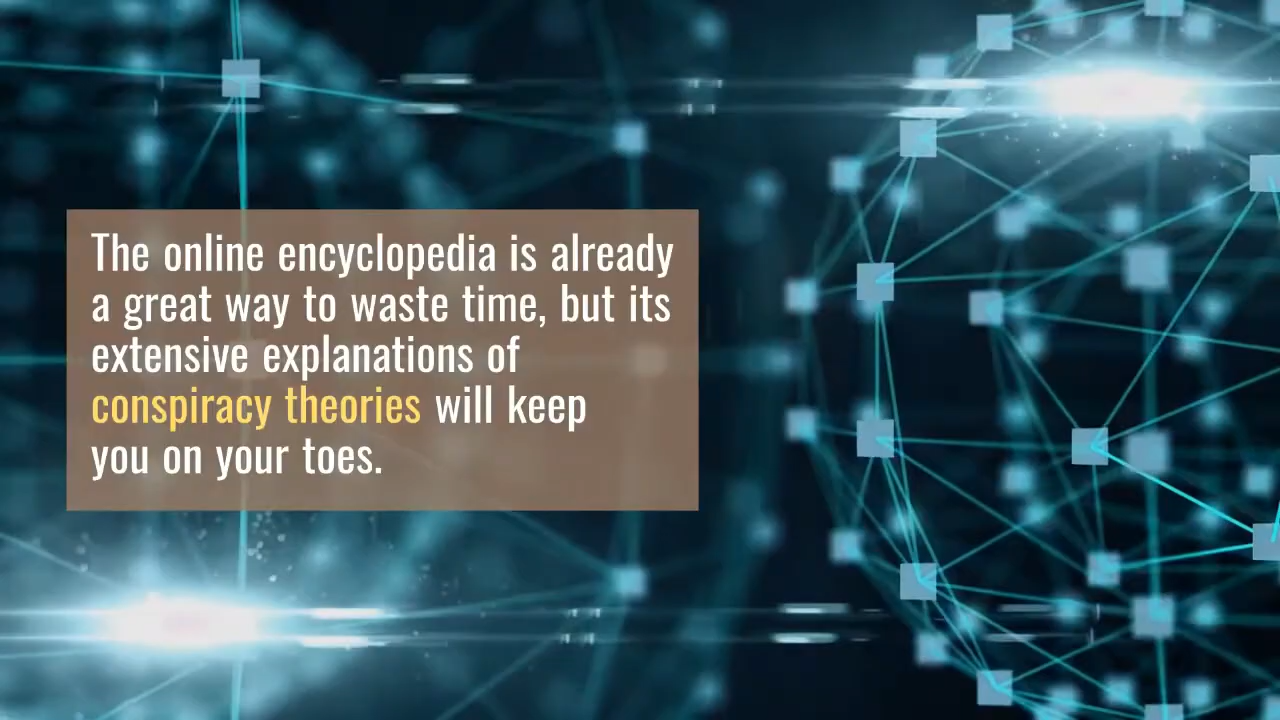 The online encyclopedia is already
a great way to waste time, but its
extensive explanations of
conspiracy theories will keep
you on your toes.